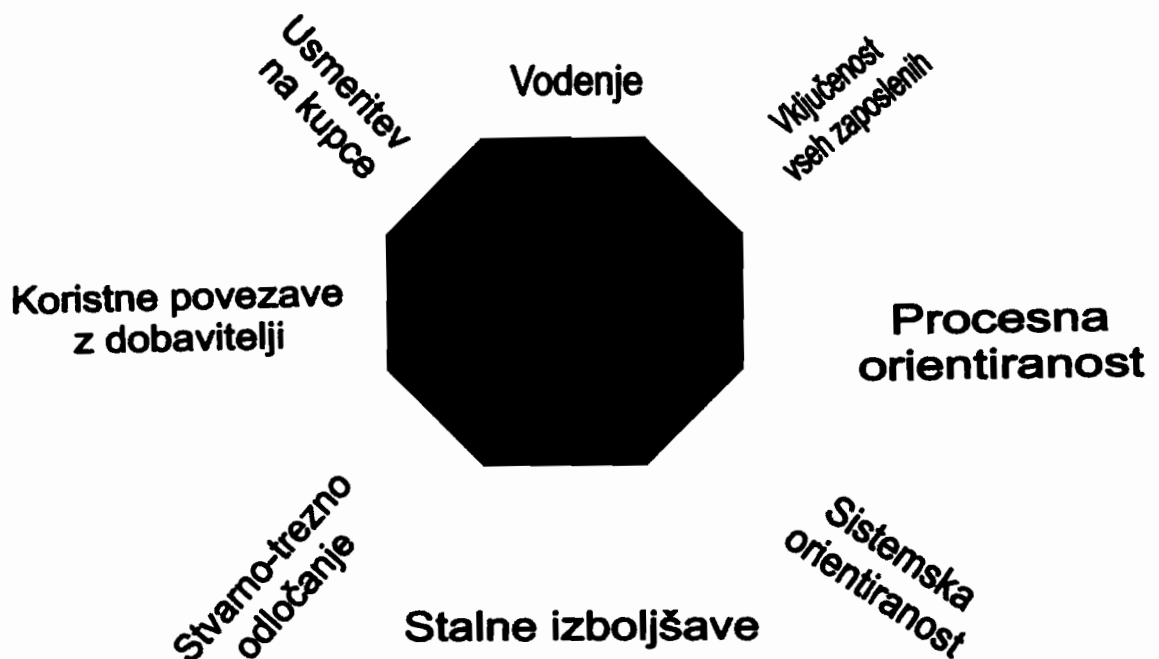 Usmeritev
na kupce
Vodenje
Vključenost
vseh zaposlenih
Koristne povezave
z dobavitelji
Procesna
orientiranost
Stvarno-trezno
odločanje
Stalne izboljšave
Sistemska
orientiranost